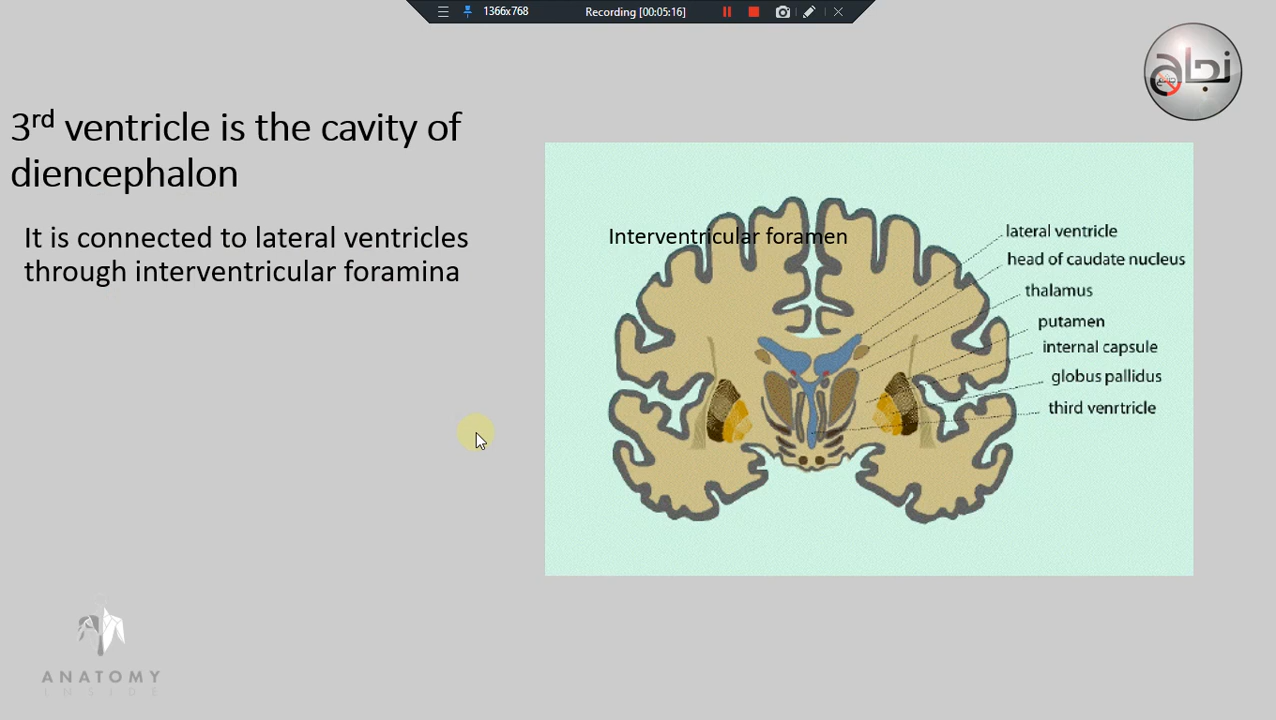 1366x768
Recording [00:05:16]
نجاح
3rd ventricle is the cavity of
diencephalon
It is connected to lateral ventricles
through interventricular foramina
Interventricular foramen
lateral ventricle
head of caudate nucleus
thalamus
putamen
internal capsule
globus pallidus
third venrtricle
ANATOMY
INSIDE